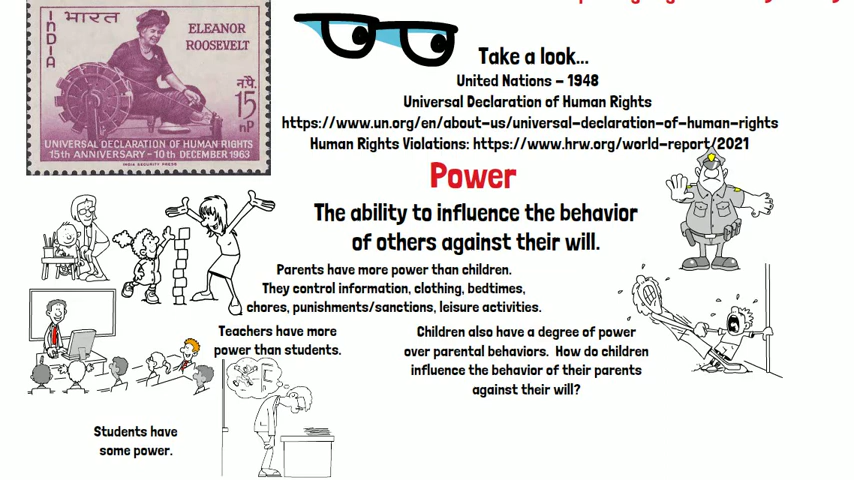 INDIA
भारत
ELEANOR
ROOSEVELT
न.पै.
15
nP
UNIVERSAL DECLARATION OF HUMAN RIGHTS
15th ANNIVERSARY - 10th DECEMBER 1963
INDIA SECURITY PRESS
Take a look...
United Nations – 1948
Universal Declaration of Human Rights
https://www.un.org/en/about-us/universal-declaration-of-human-rights
Human Rights Violations: https://www.hrw.org/world-report/2021
Power
The ability to influence the behavior
of others against their will.
Parents have more power than children.
They control information, clothing, bedtimes,
chores, punishments/sanctions, leisure activities.
Teachers have more
power than students.
Children also have a degree of power
over parental behaviors. How do children
influence the behavior of their parents
against their will?
Students have
some power.